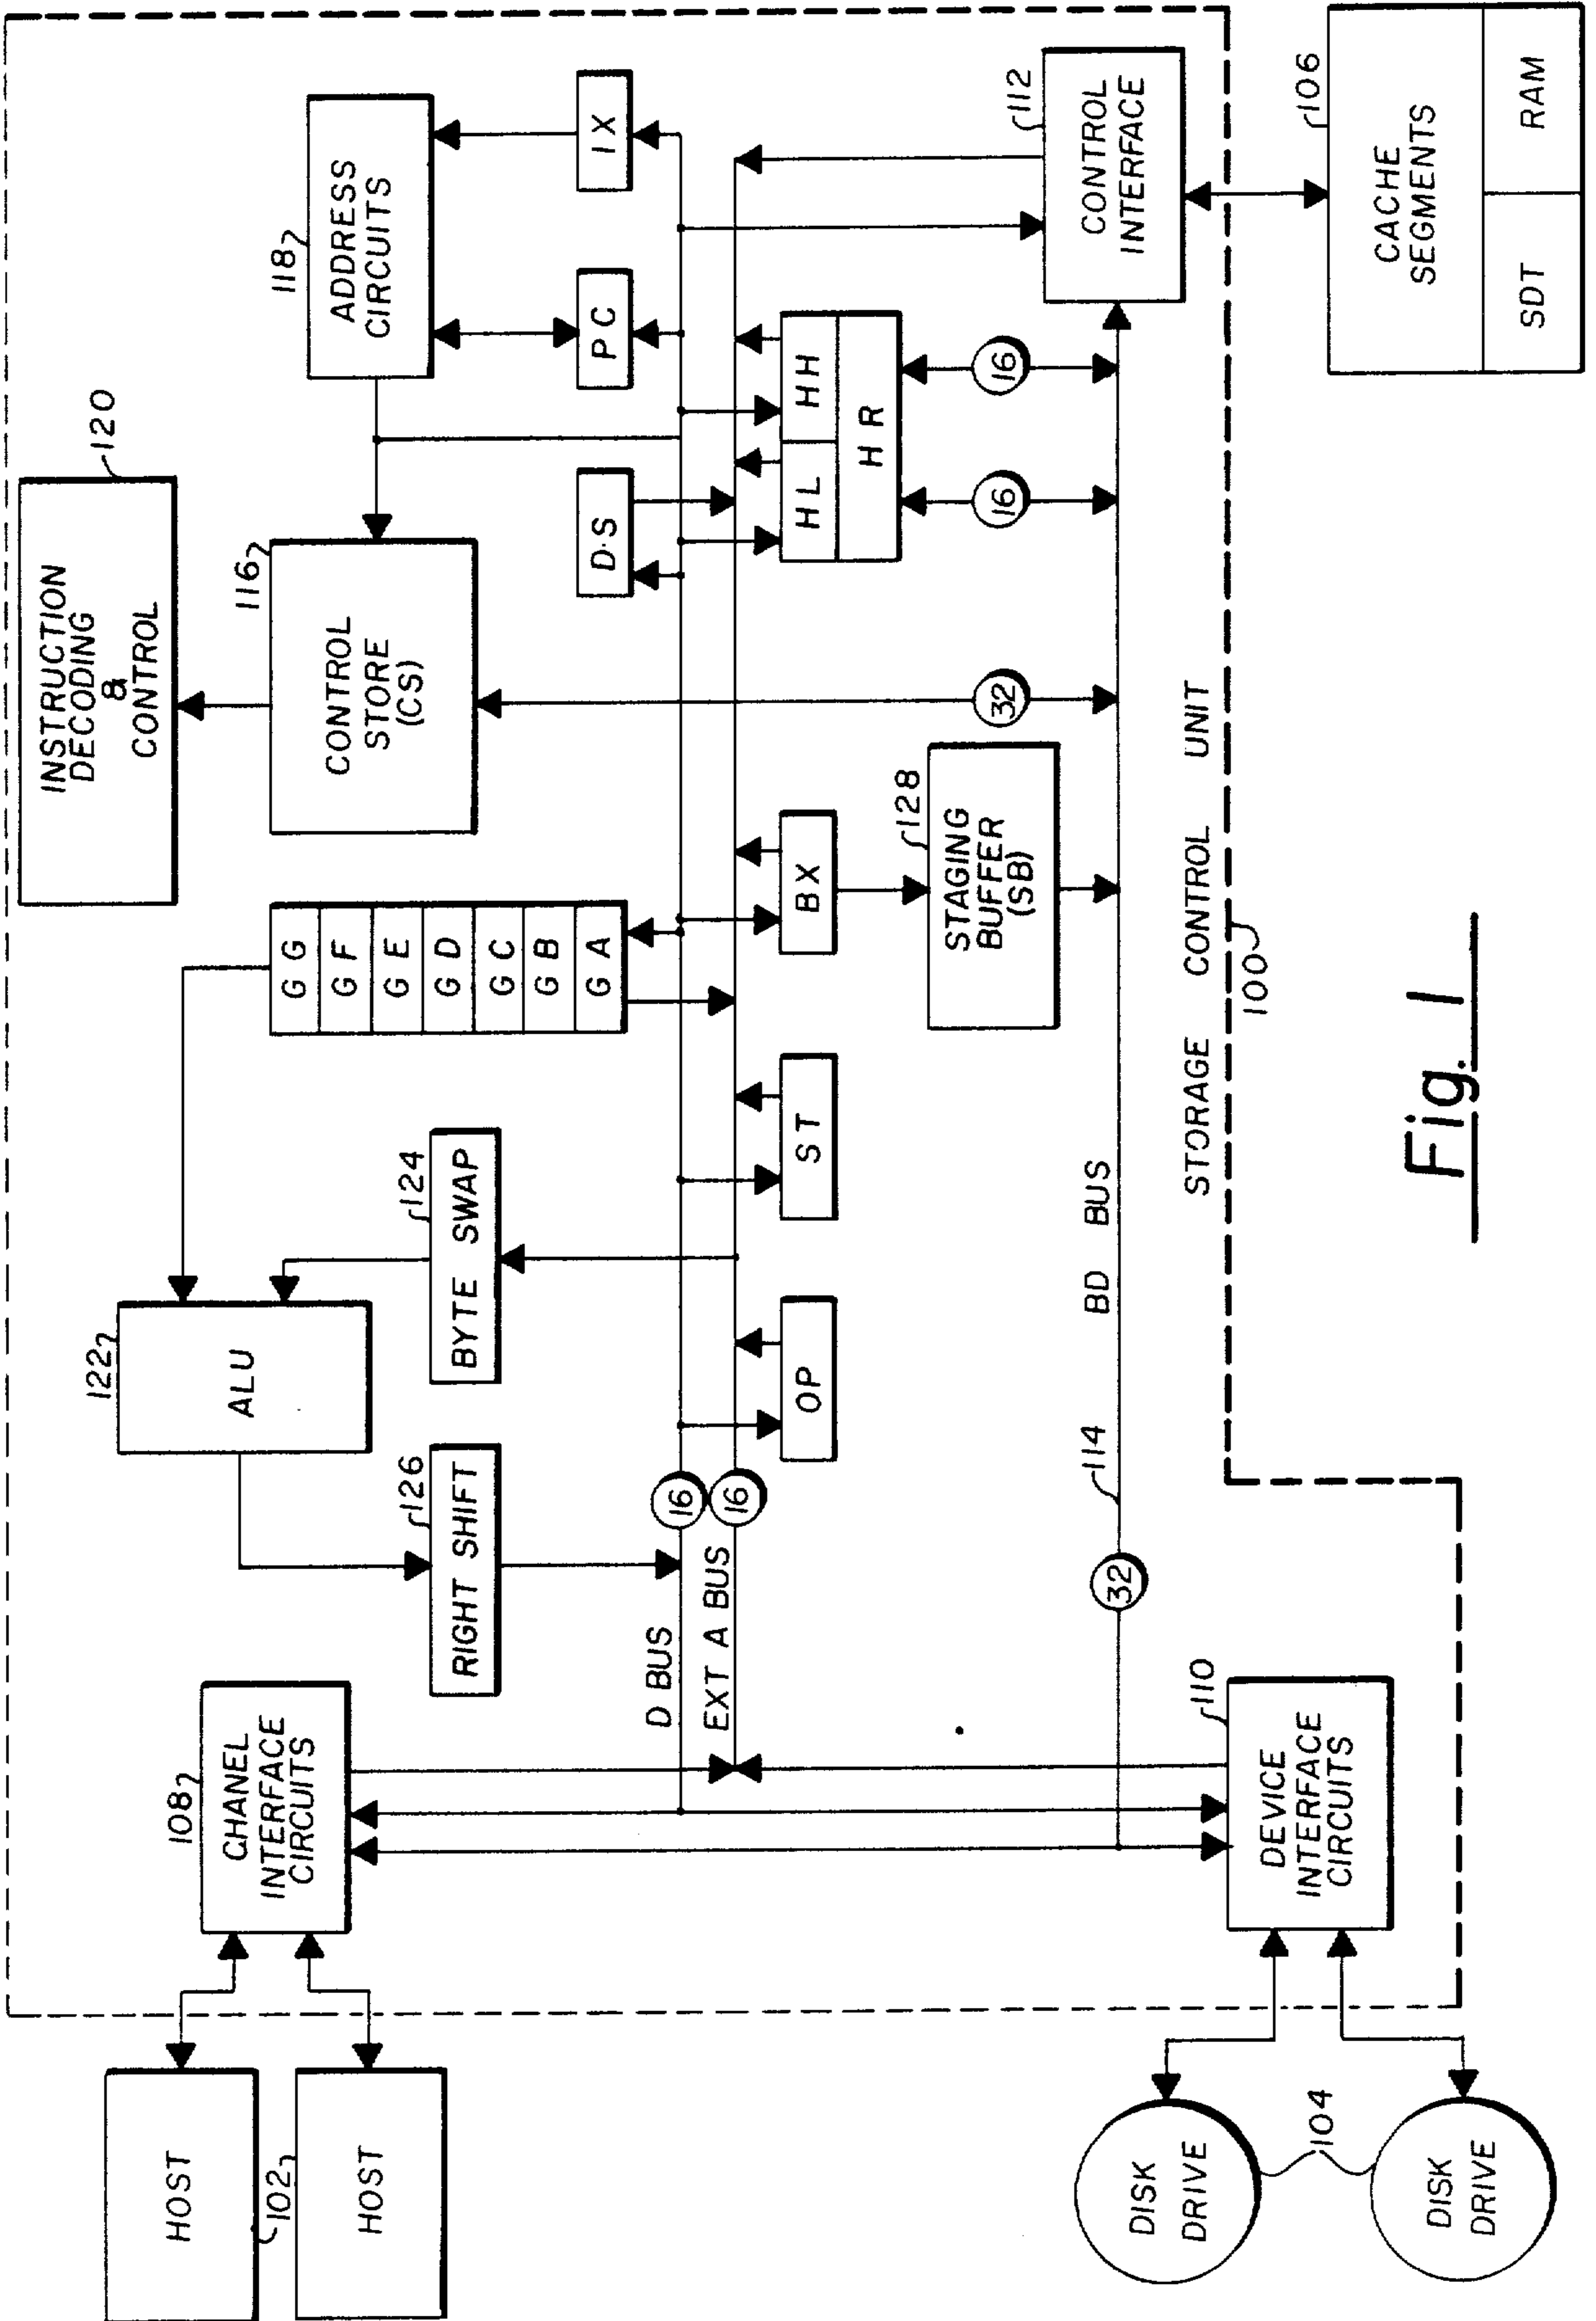 HOST
102
HOST
DISK
DRIVE
104
DISK
DRIVE
108
CHANEL
INTERFACE
CIRCUITS
110
DEVICE
INTERFACE
CIRCUITS
122
ALU
126
RIGHT SHIFT
124
BYTE SWAP
D BUS
16
EXT A BUS
16
32
114
BD BUS
OP
ST
GG
GF
GE
GD
GC
GB
GA
BX
128
STAGING
BUFFER
(SB)
INSTRUCTION
DECODING
&
CONTROL
120
116
CONTROL
STORE
(CS)
32
118
ADDRESS
CIRCUITS
D·S
PC
IX
HL
HH
HR
16
16
112
CONTROL
INTERFACE
STORAGE CONTROL UNIT
100
106
CACHE
SEGMENTS
SDT
RAM
Fig. 1